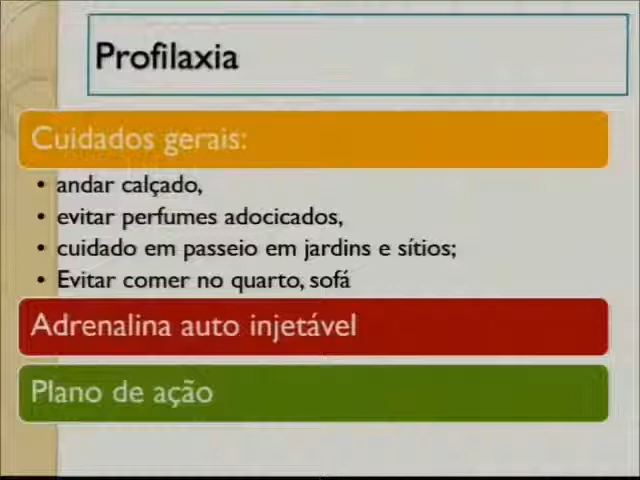 Profilaxia
Cuidados gerais:
• andar calçado,
• evitar perfumes adocicados,
• cuidado em passeio em jardins e sítios;
• Evitar comer no quarto, sofá
Adrenalina auto injetável
Plano de ação